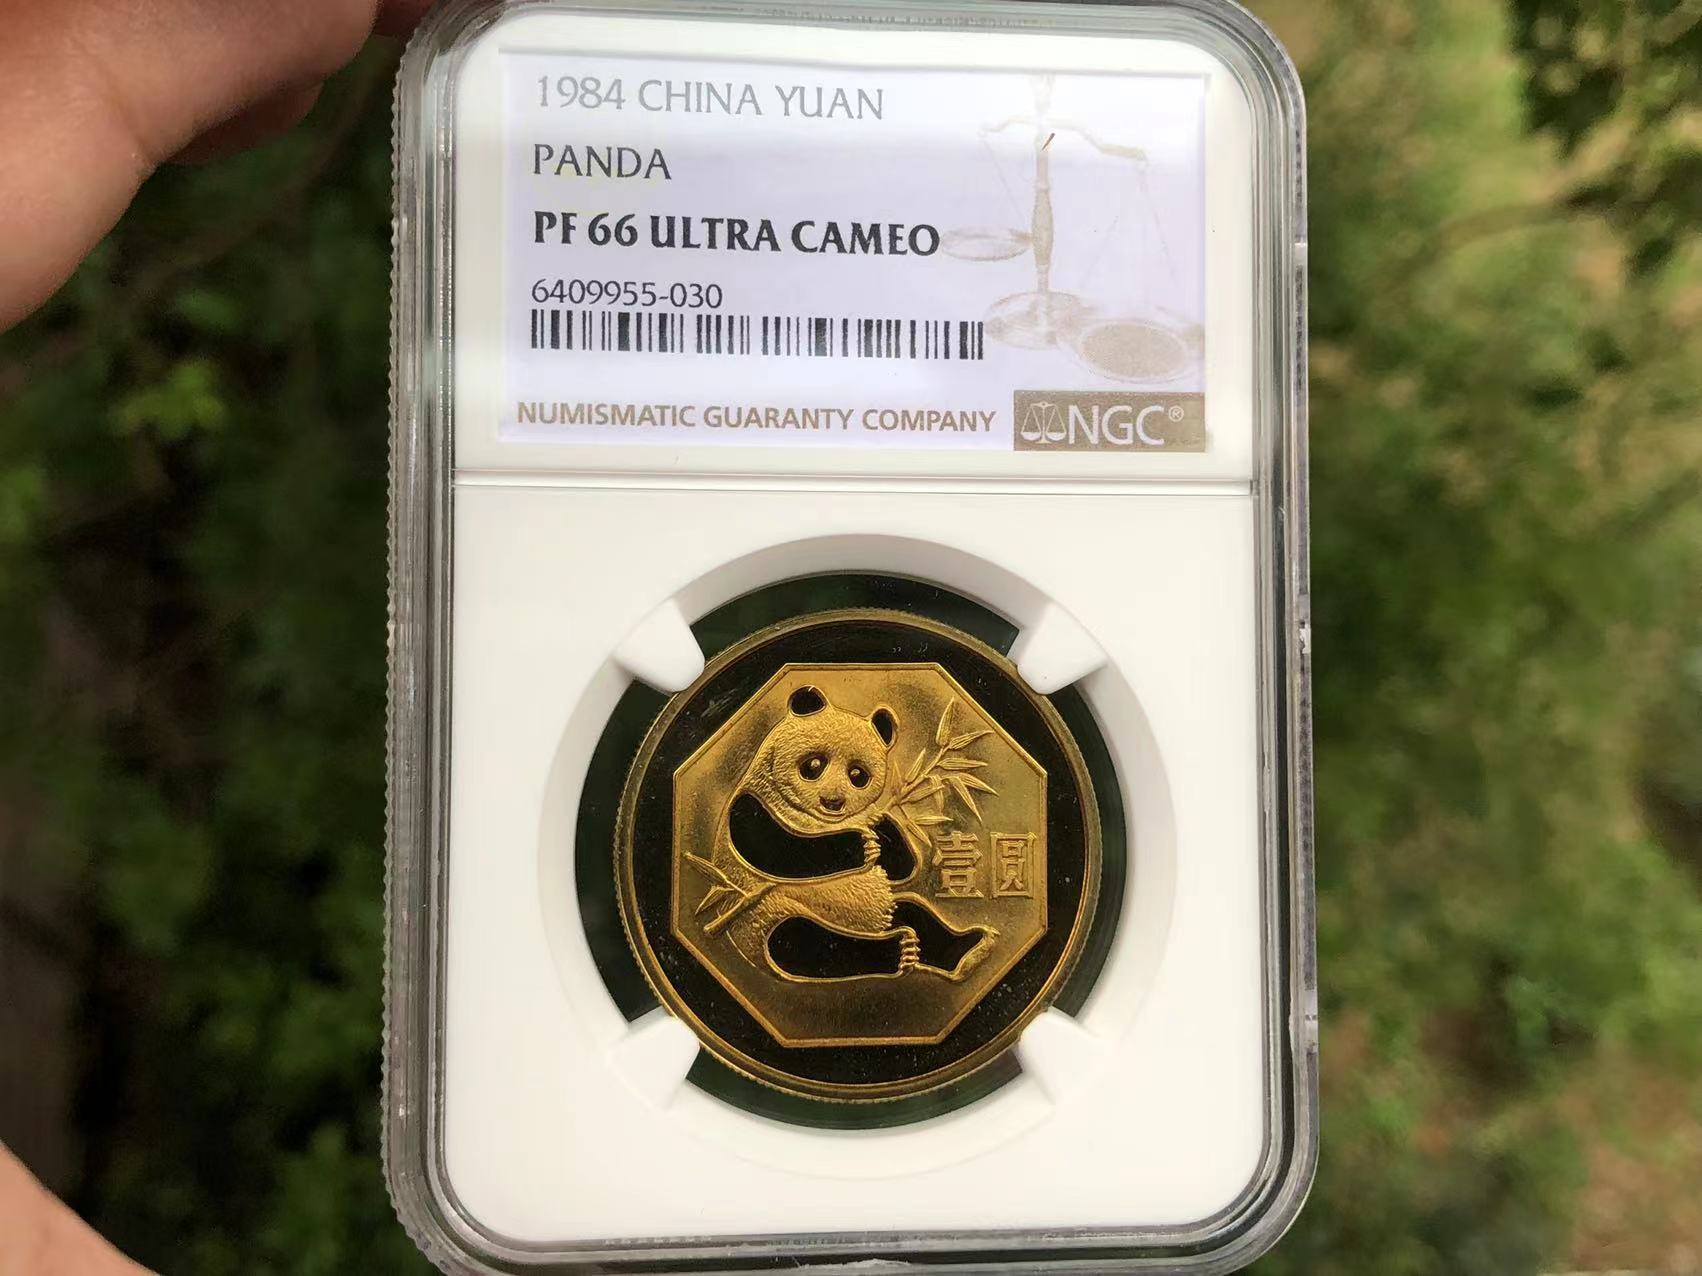 1984 CHINA YUAN
PANDA
PF 66 ULTRA CAMEO
6409955-030
NUMISMATIC GUARANTY COMPANY NGC®
壹圆